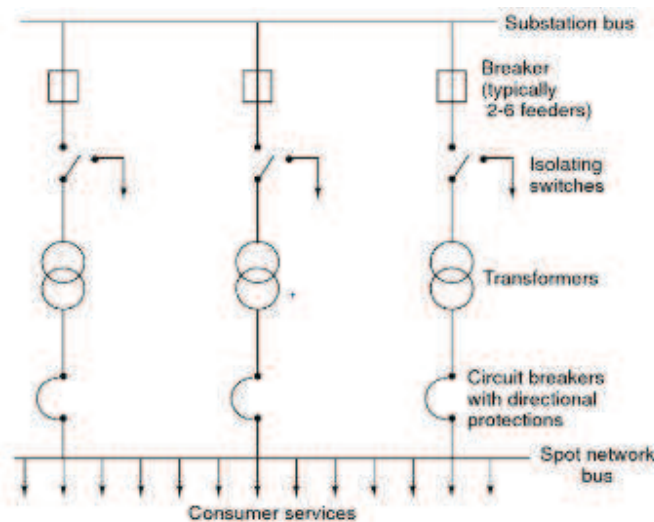 Substation bus
Breaker
(typically
2-6 feeders)
Isolating
switches
Transformers
Circuit breakers
with directional
protections
Spot network
bus
Consumer services